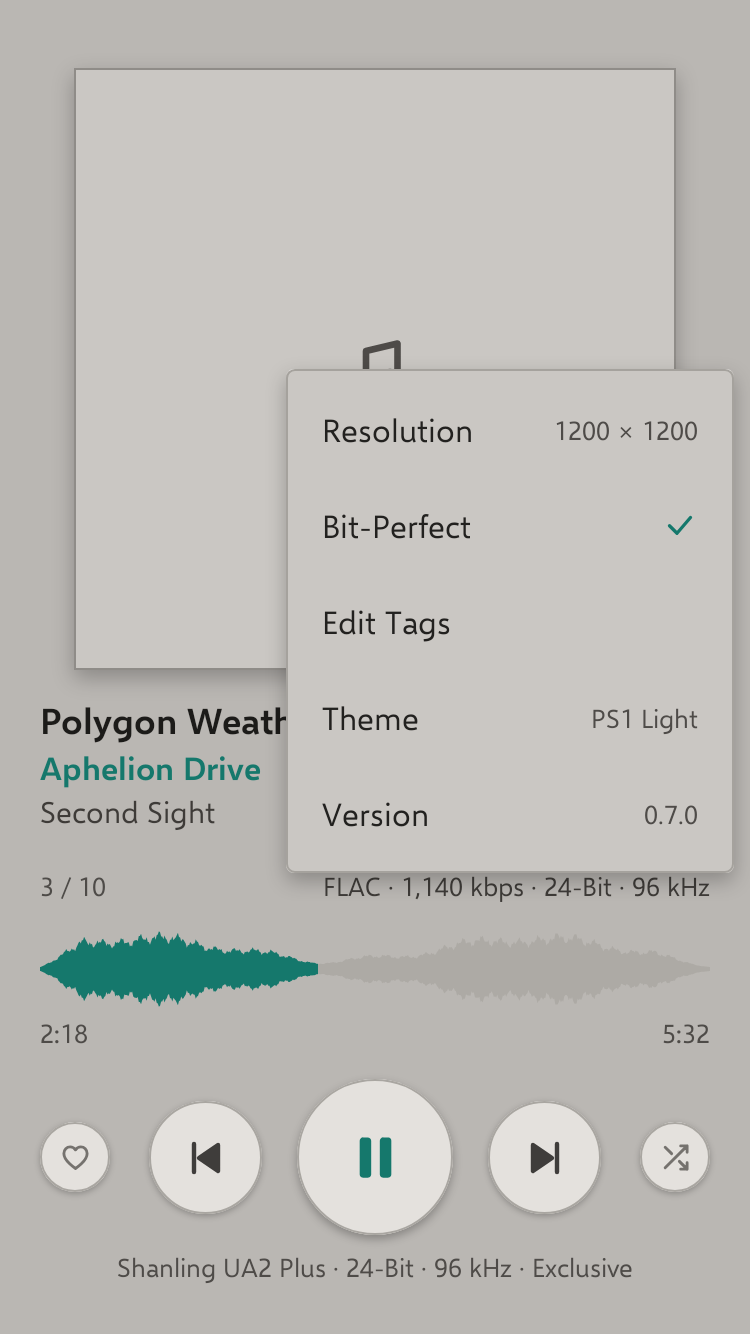 Resolution 1200 × 1200
Bit-Perfect
Edit Tags
Theme PS1 Light
Version 0.7.0
Polygon
Aphelion Drive
Second Sight
3 / 10 FLAC · 1,140 kbps · 24-Bit · 96 kHz
2:18 5:32
Shanling UA2 Plus · 24-Bit · 96 kHz · Exclusive